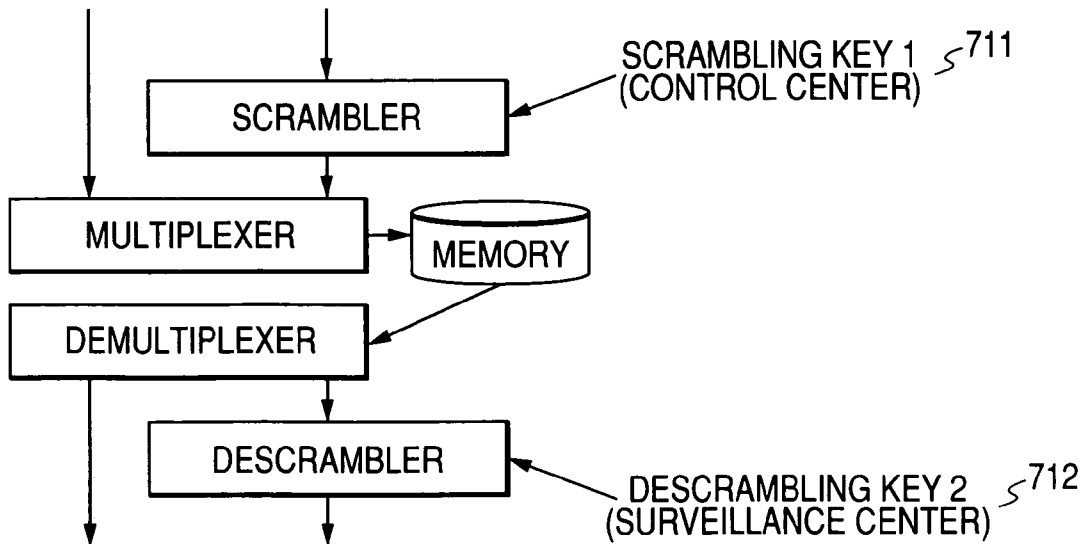 SCRAMBLING KEY 1
(CONTROL CENTER)
711
SCRAMBLER
MULTIPLEXER
MEMORY
DEMULTIPLEXER
DESCRAMBLER
DESCRAMBLING KEY 2
(SURVEILLANCE CENTER)
712